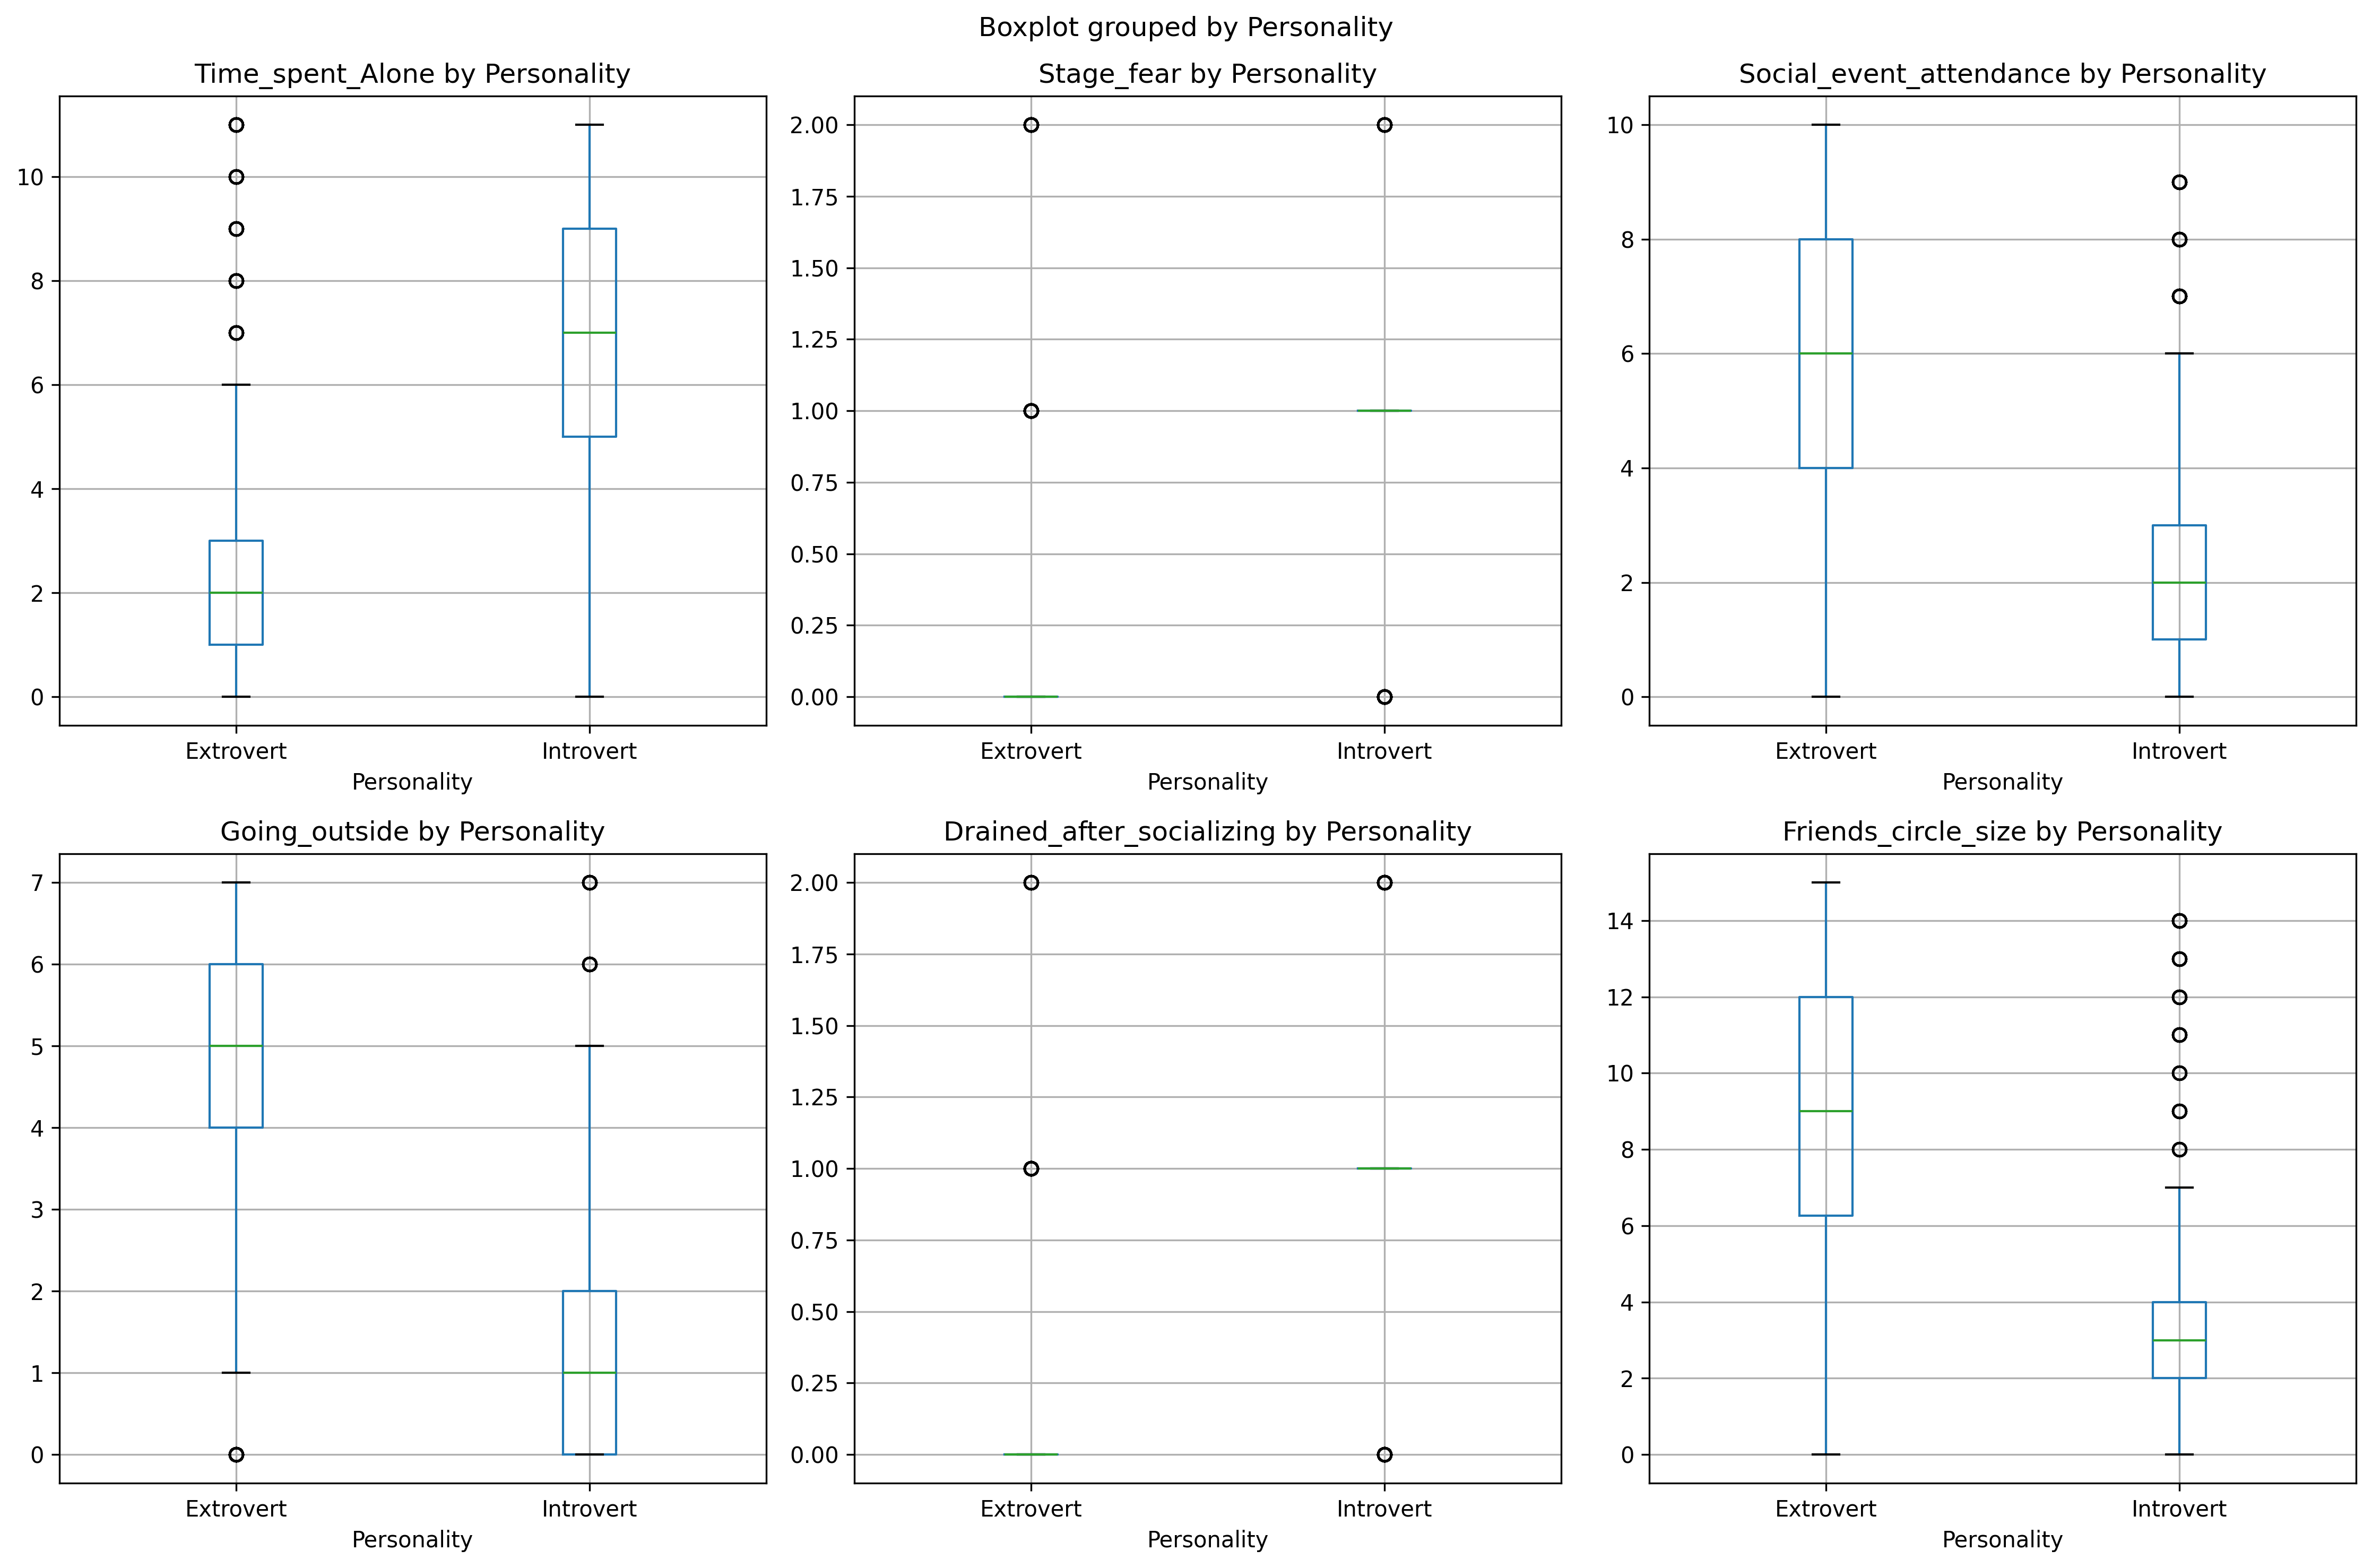 Boxplot grouped by Personality
Time_spent_Alone by Personality
10
8
6
4
2
0
Extrovert Introvert
Personality
Stage_fear by Personality
2.00
1.75
1.50
1.25
1.00
0.75
0.50
0.25
0.00
Extrovert Introvert
Personality
Social_event_attendance by Personality
10
8
6
4
2
0
Extrovert Introvert
Personality
Going_outside by Personality
7
6
5
4
3
2
1
0
Extrovert Introvert
Personality
Drained_after_socializing by Personality
2.00
1.75
1.50
1.25
1.00
0.75
0.50
0.25
0.00
Extrovert Introvert
Personality
Friends_circle_size by Personality
14
12
10
8
6
4
2
0
Extrovert Introvert
Personality